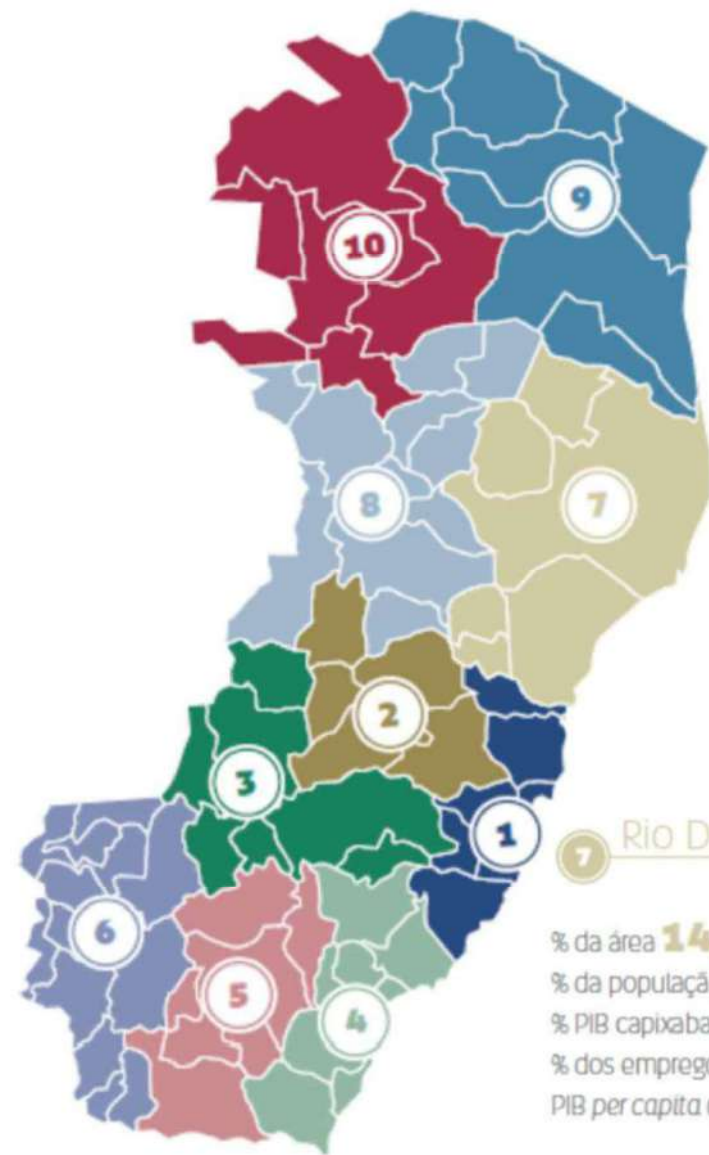 10
9
8
7
2
3
1
7 Rio D
6
% da área 14
5
% da populaçã
4
% PIB capixaba
% dos emprego
PIB per capita